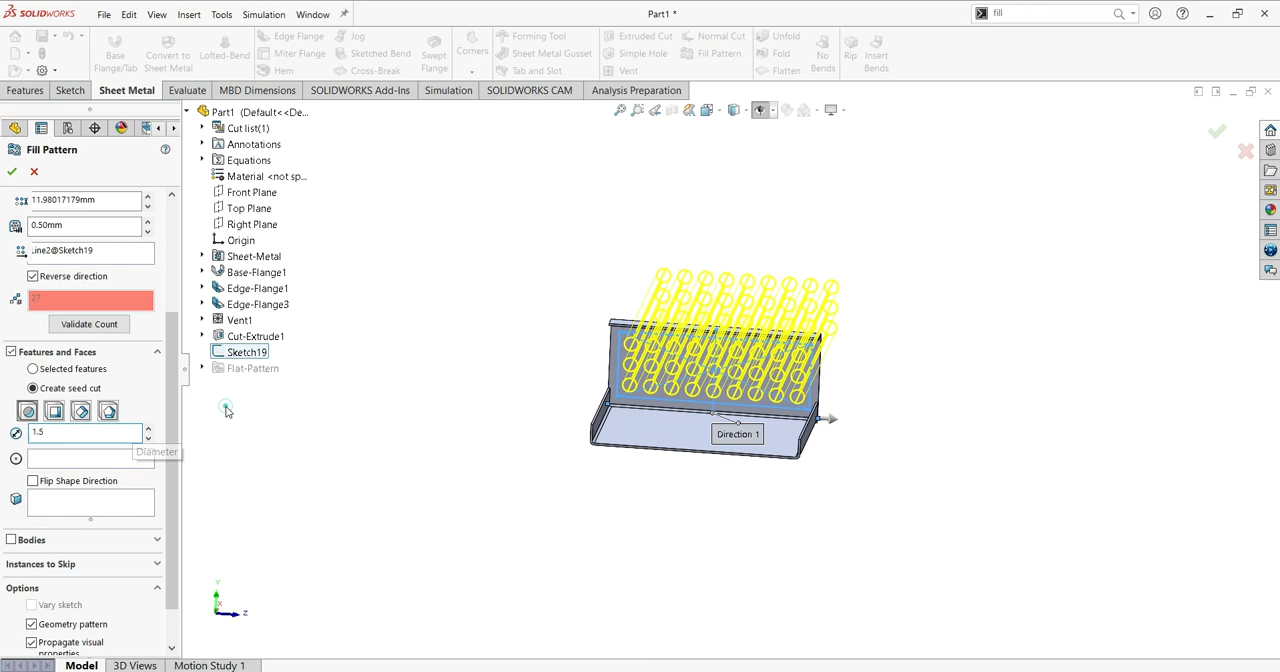 SOLIDWORKS File Edit View Insert Tools Simulation Window Part1 * fill
Base Flange/Tab
Convert to Sheet Metal
Lofted-Bend
Edge Flange
Miter Flange
Hem
Jog
Sketched Bend
Cross-Break
Swept Flange
Corners
Forming Tool
Sheet Metal Gusset
Tab and Slot
Extruded Cut
Simple Hole
Vent
Normal Cut
Fill Pattern
Unfold
Fold
Flatten
No Bends
Rip
Insert Bends
Features Sketch Sheet Metal Evaluate MBD Dimensions SOLIDWORKS Add-Ins Simulation SOLIDWORKS CAM Analysis Preparation
Fill Pattern
11.98017179mm
0.50mm
Line2@Sketch19
Reverse direction
27
Validate Count
Features and Faces
Selected features
Create seed cut
1.5
Diameter
Flip Shape Direction
Bodies
Instances to Skip
Options
Vary sketch
Geometry pattern
Propagate visual
Part1 (Default<<De...
Cut list(1)
Annotations
Equations
Material <not sp...
Front Plane
Top Plane
Right Plane
Origin
Sheet-Metal
Base-Flange1
Edge-Flange1
Edge-Flange3
Vent1
Cut-Extrude1
Sketch19
Flat-Pattern
Direction 1
Y
X
Z
Model 3D Views Motion Study 1